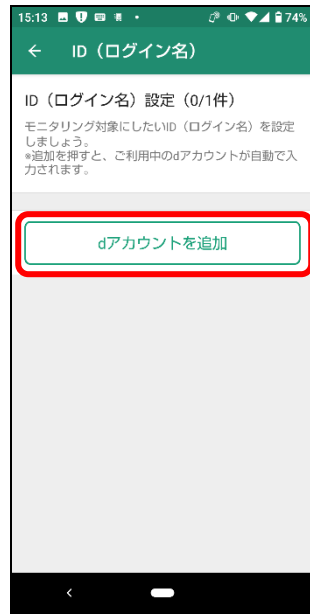 15:13
74%
ID（ログイン名）
ID（ログイン名）設定（0/1件）
モニタリング対象にしたいID（ログイン名）を設定
しましょう。
※追加を押すと、ご利用中のdアカウントが自動で入
力されます。
dアカウントを追加